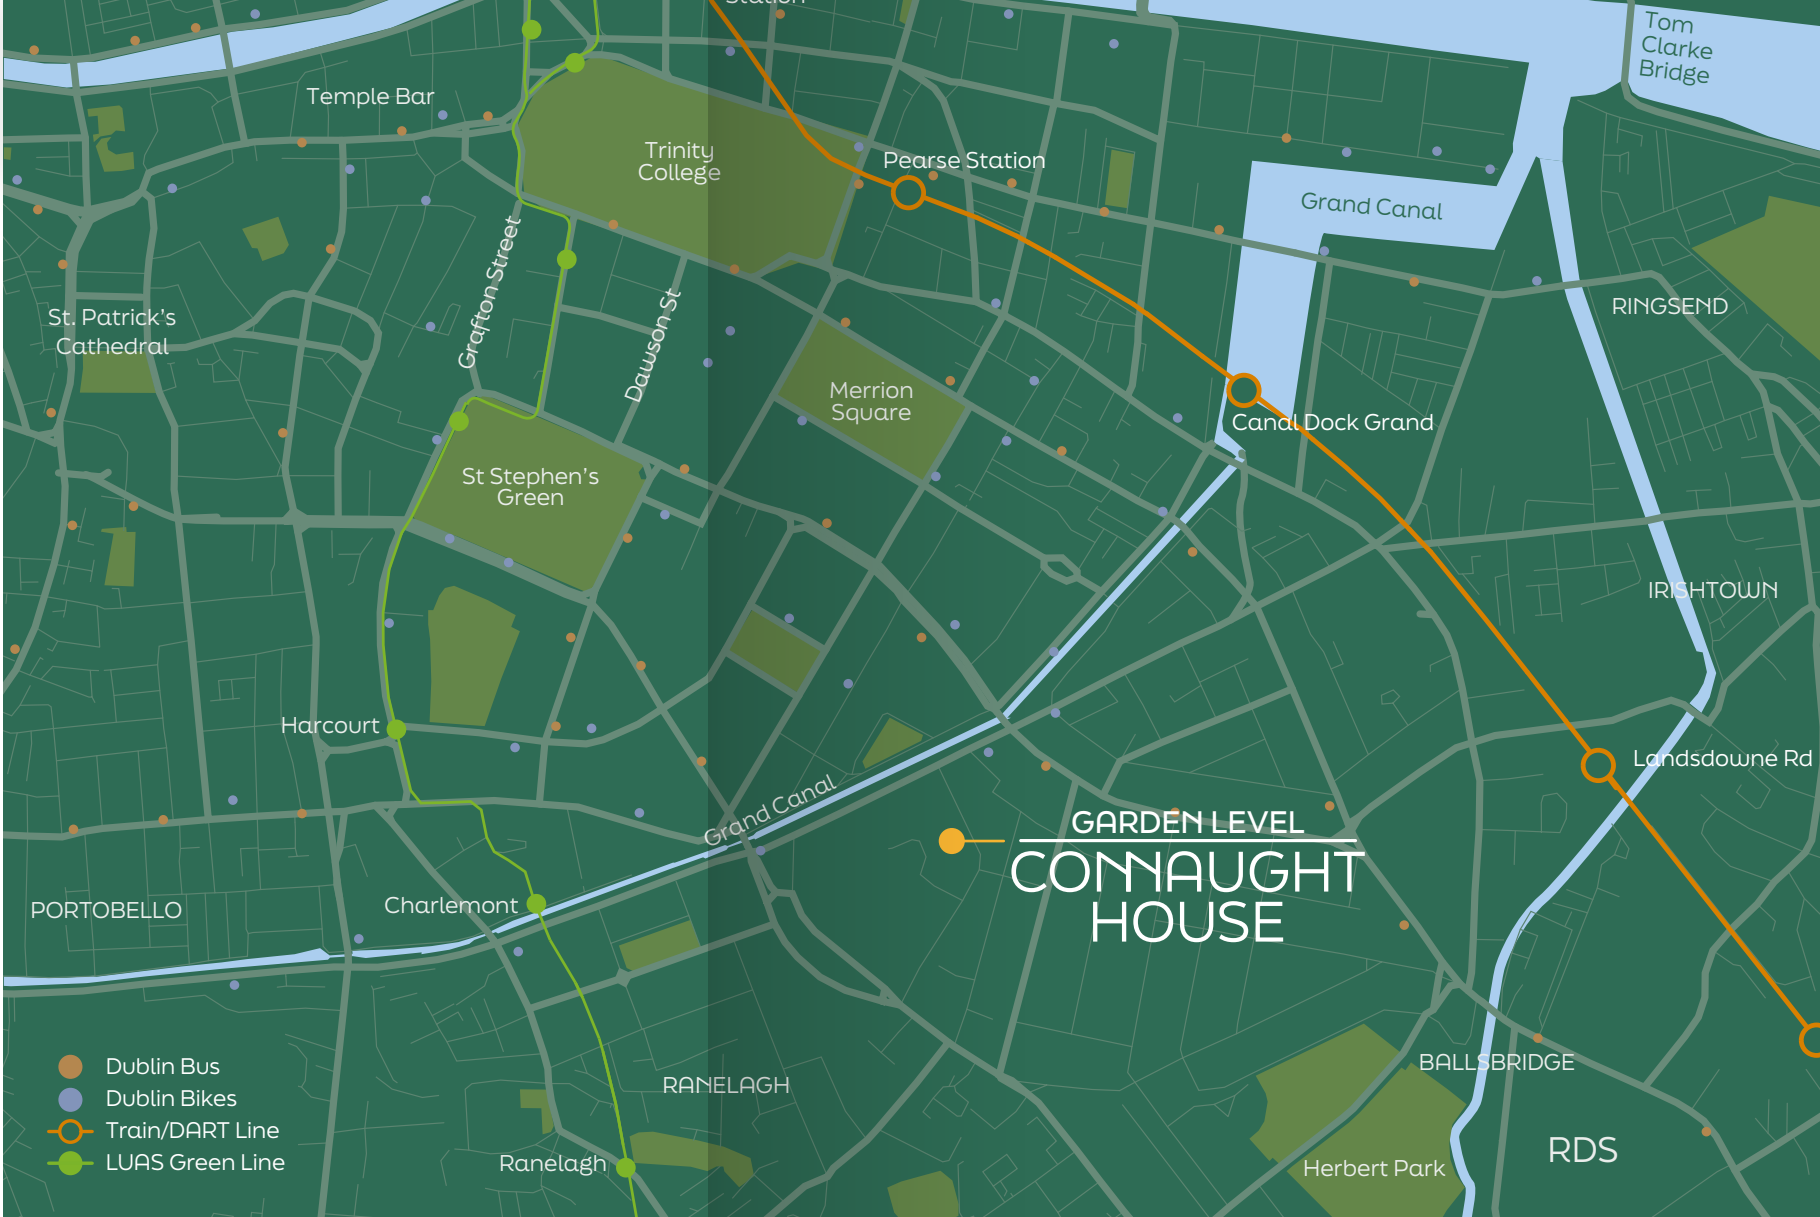 Station
Tom
Clarke
Bridge
Temple Bar
Trinity
College
Pearse Station
Grand Canal
Grafton Street
Dawson St
St. Patrick's
Cathedral
RINGSEND
Merrion
Square
Canal Dock Grand
St Stephen's
Green
IRISHTOWN
Harcourt
Landsdowne Rd
Grand Canal
GARDEN LEVEL
CONNAUGHT
HOUSE
PORTOBELLO
Charlemont
Dublin Bus
Dublin Bikes
Train/DART Line
LUAS Green Line
RANELAGH
BALLSBRIDGE
RDS
Ranelagh
Herbert Park